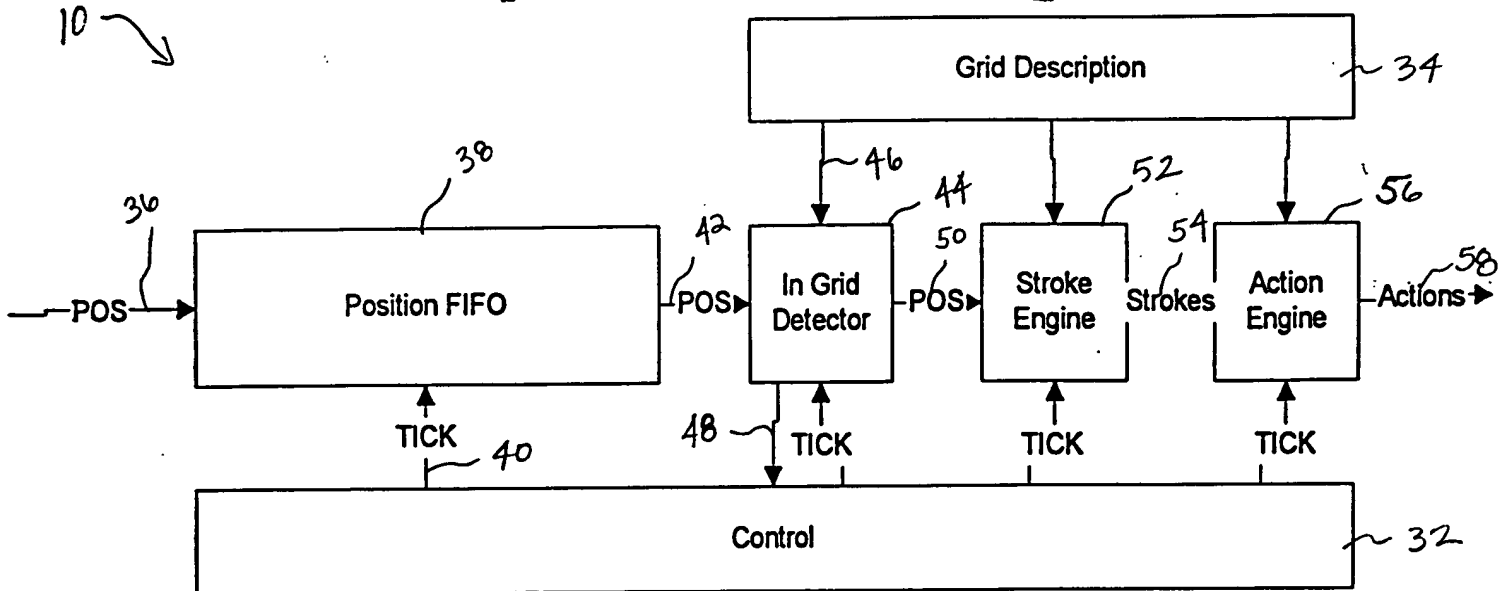 10
Grid Description
34
38
46
44
52
56
36
42
50
54
58
POS
Position FIFO
POS
In Grid
Detector
POS
Stroke
Engine
Strokes
Action
Engine
Actions
TICK
40
48
TICK
TICK
TICK
Control
32